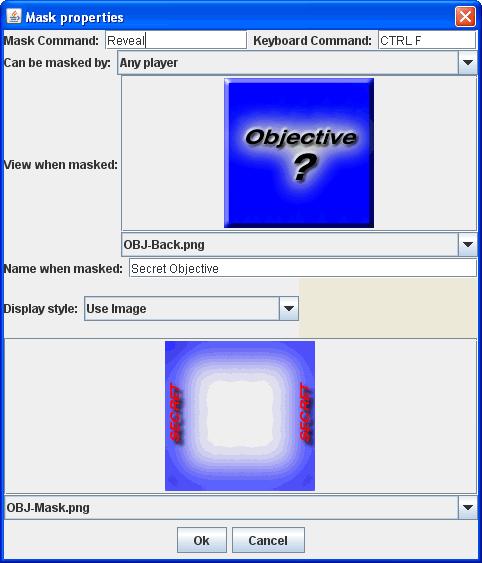 Mask properties
Mask Command: Reveal Keyboard Command: CTRL F
Can be masked by: Any player
Objective
?
View when masked:
OBJ-Back.png
Name when masked: Secret Objective
Display style: Use Image
SECRET SECRET
OBJ-Mask.png
Ok Cancel